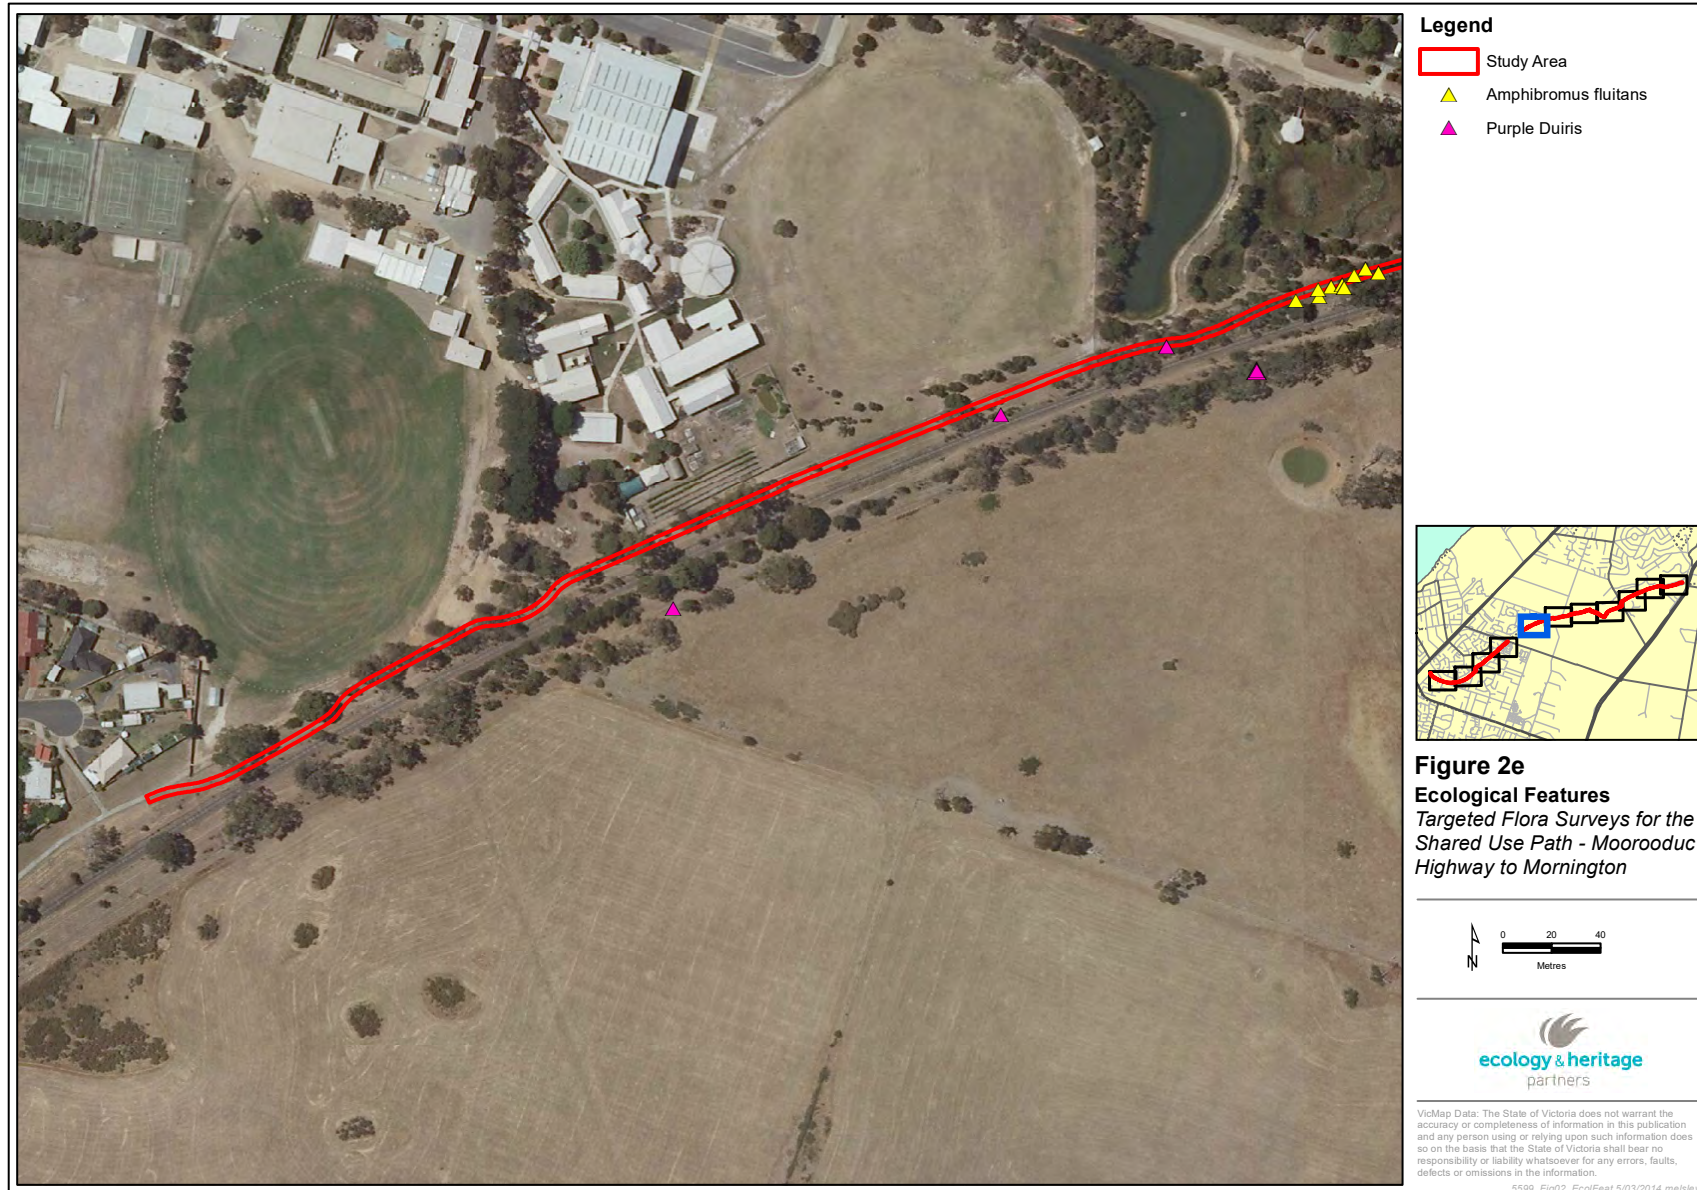 Legend
Study Area
Amphibromus fluitans
Purple Duiris
Figure 2e
Ecological Features
Targeted Flora Surveys for the
Shared Use Path - Moorooduc
Highway to Mornington
0 20 40
Metres
N
ecology & heritage
partners
VicMap Data: The State of Victoria does not warrant the
accuracy or completeness of information in this publication
and any person using or relying upon such information does
so on the basis that the State of Victoria shall bear no
responsibility or liability whatsoever for any errors, faults,
defects or omissions in the information.
5599_Fig02_EcolFeat 5/03/2014